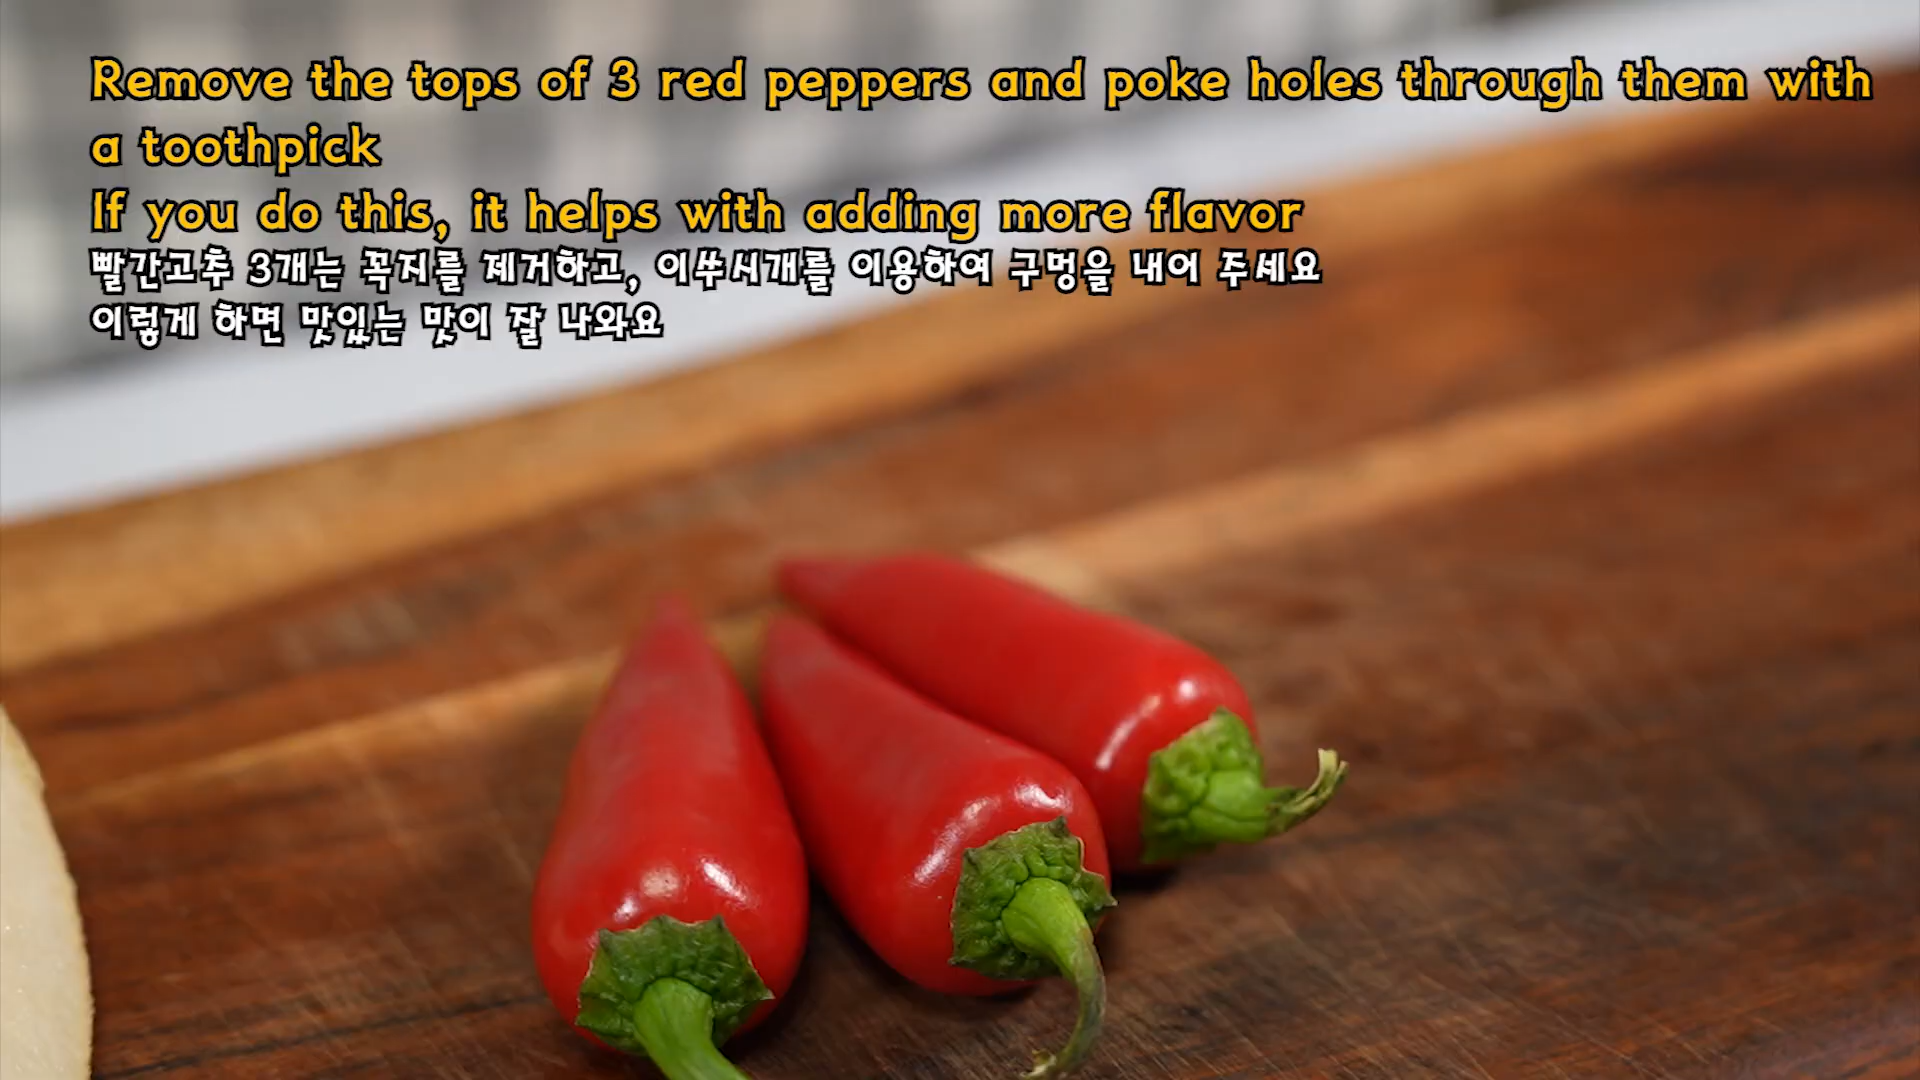 Remove the tops of 3 red peppers and poke holes through them with
a toothpick
If you do this, it helps with adding more flavor
빨간고추 3개는 꼭지를 제거하고, 이쑤시개를 이용하여 구멍을 내어 주세요
이렇게 하면 맛있는 맛이 잘 나와요